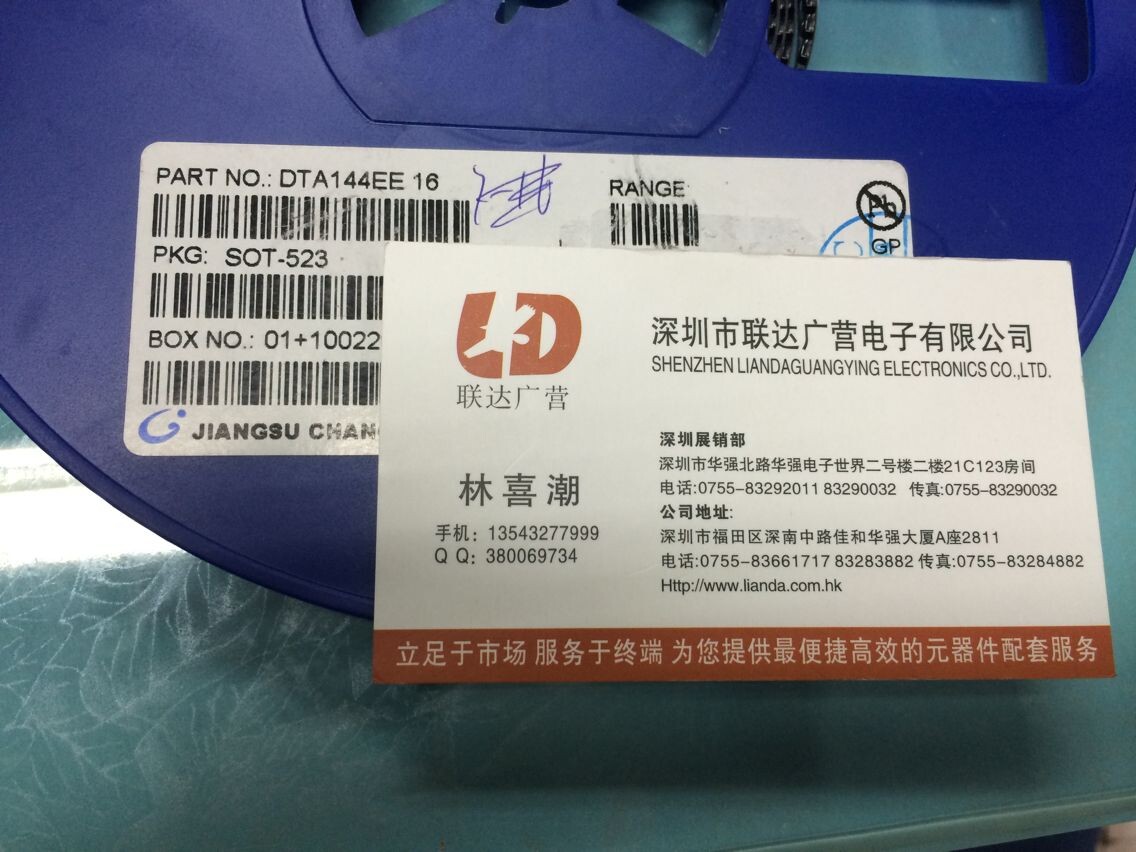 PART NO.: DTA144EE 16
RANGE
Pb
GP
PKG: SOT-523
BOX NO.: 01+10022
JIANGSU CHAN
LD
联达广营
深圳市联达广营电子有限公司
SHENZHEN LIANDAGUANGYING ELECTRONICS CO.,LTD.
林喜潮
手机：13543277999
Q Q：380069734
深圳展销部
深圳市华强北路华强电子世界二号楼二楼21C123房间
电话:0755-83292011 83290032 传真:0755-83290032
公司地址:
深圳市福田区深南中路佳和华强大厦A座2811
电话:0755-83661717 83283882 传真:0755-83284882
Http://www.lianda.com.hk
立足于市场 服务于终端 为您提供最便捷高效的元器件配套服务